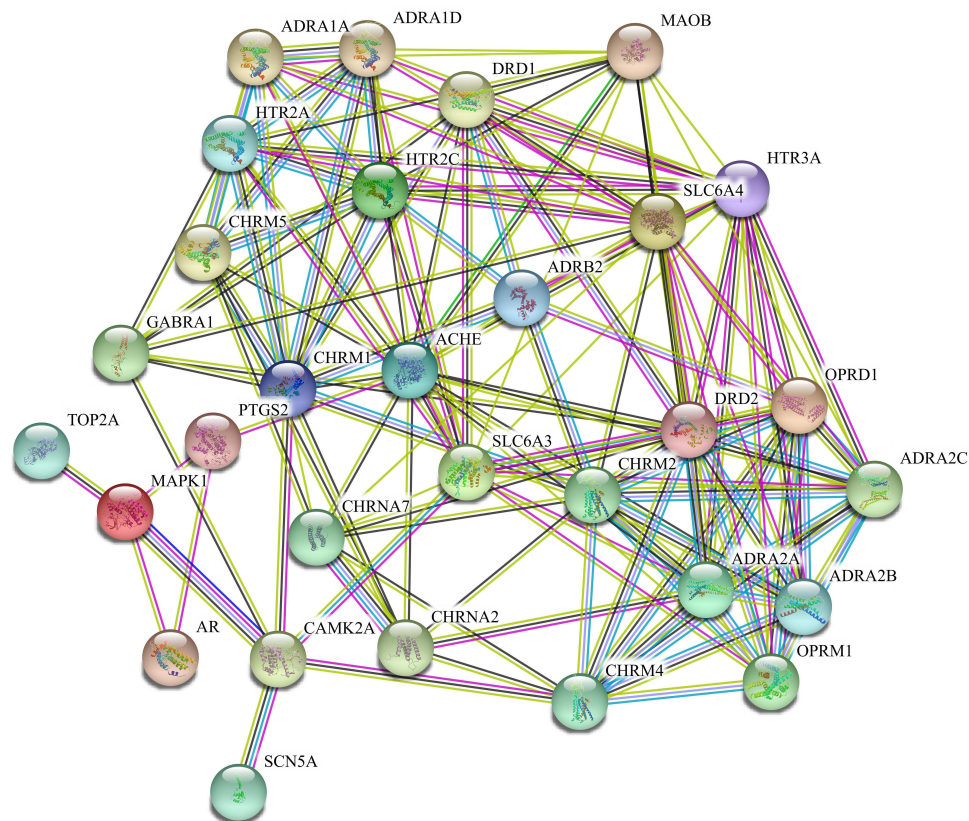 ADRA1A
ADRA1D
MAOB
DRD1
HTR2A
HTR2C
HTR3A
SLC6A4
CHRM5
ADRB2
GABRA1
CHRM1
ACHE
OPRD1
PTGS2
DRD2
TOP2A
SLC6A3
CHRM2
ADRA2C
MAPK1
CHRNA7
ADRA2A
ADRA2B
AR
CAMK2A
CHRNA2
OPRM1
CHRM4
SCN5A